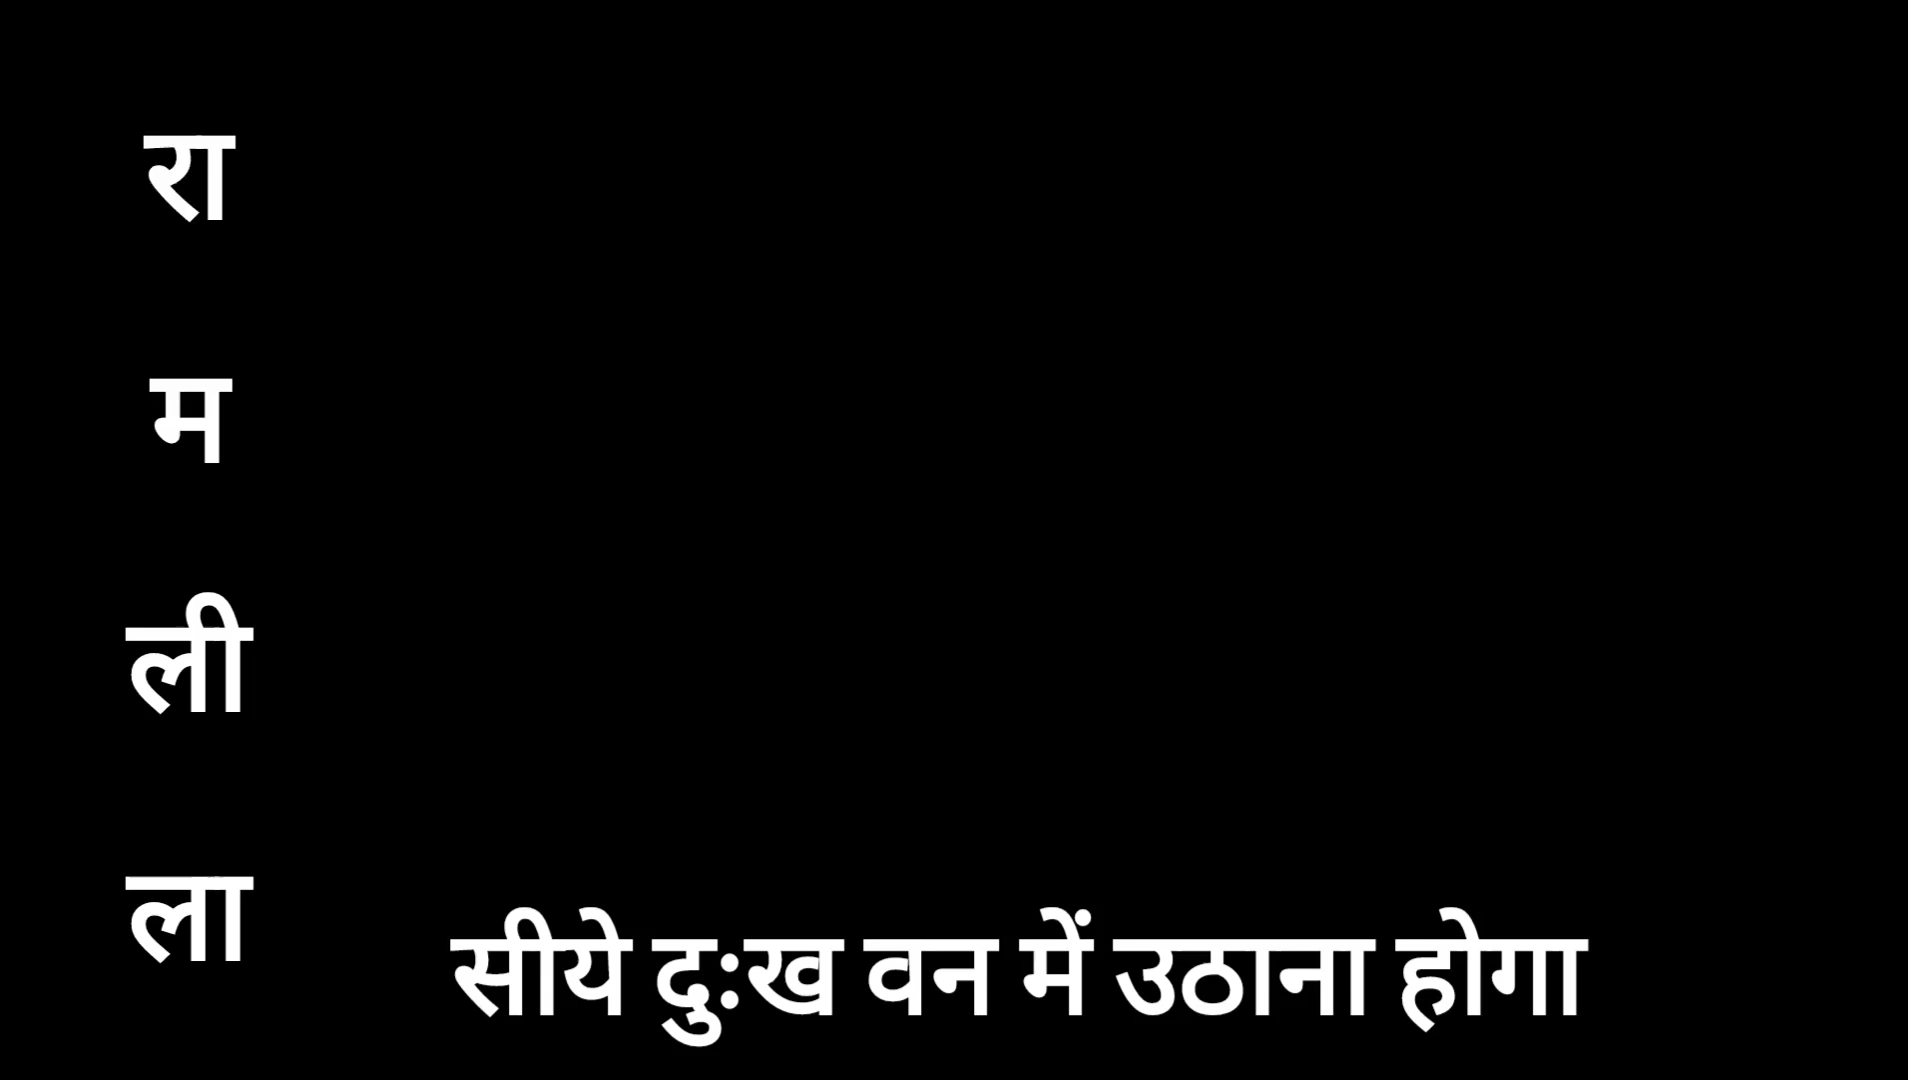 रा
म
ली
ला
सीये दुःख वन में उठाना होगा